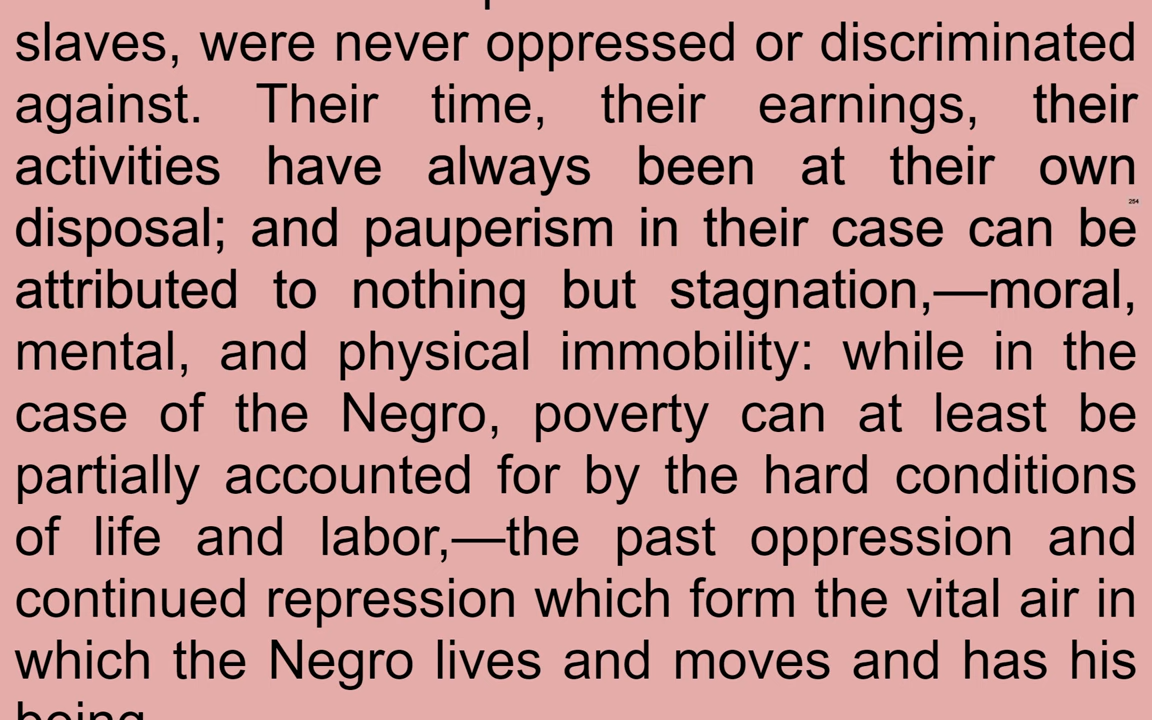 slaves, were never oppressed or discriminated
against. Their time, their earnings, their
activities have always been at their own
254
disposal; and pauperism in their case can be
attributed to nothing but stagnation,—moral,
mental, and physical immobility: while in the
case of the Negro, poverty can at least be
partially accounted for by the hard conditions
of life and labor,—the past oppression and
continued repression which form the vital air in
which the Negro lives and moves and has his
being.